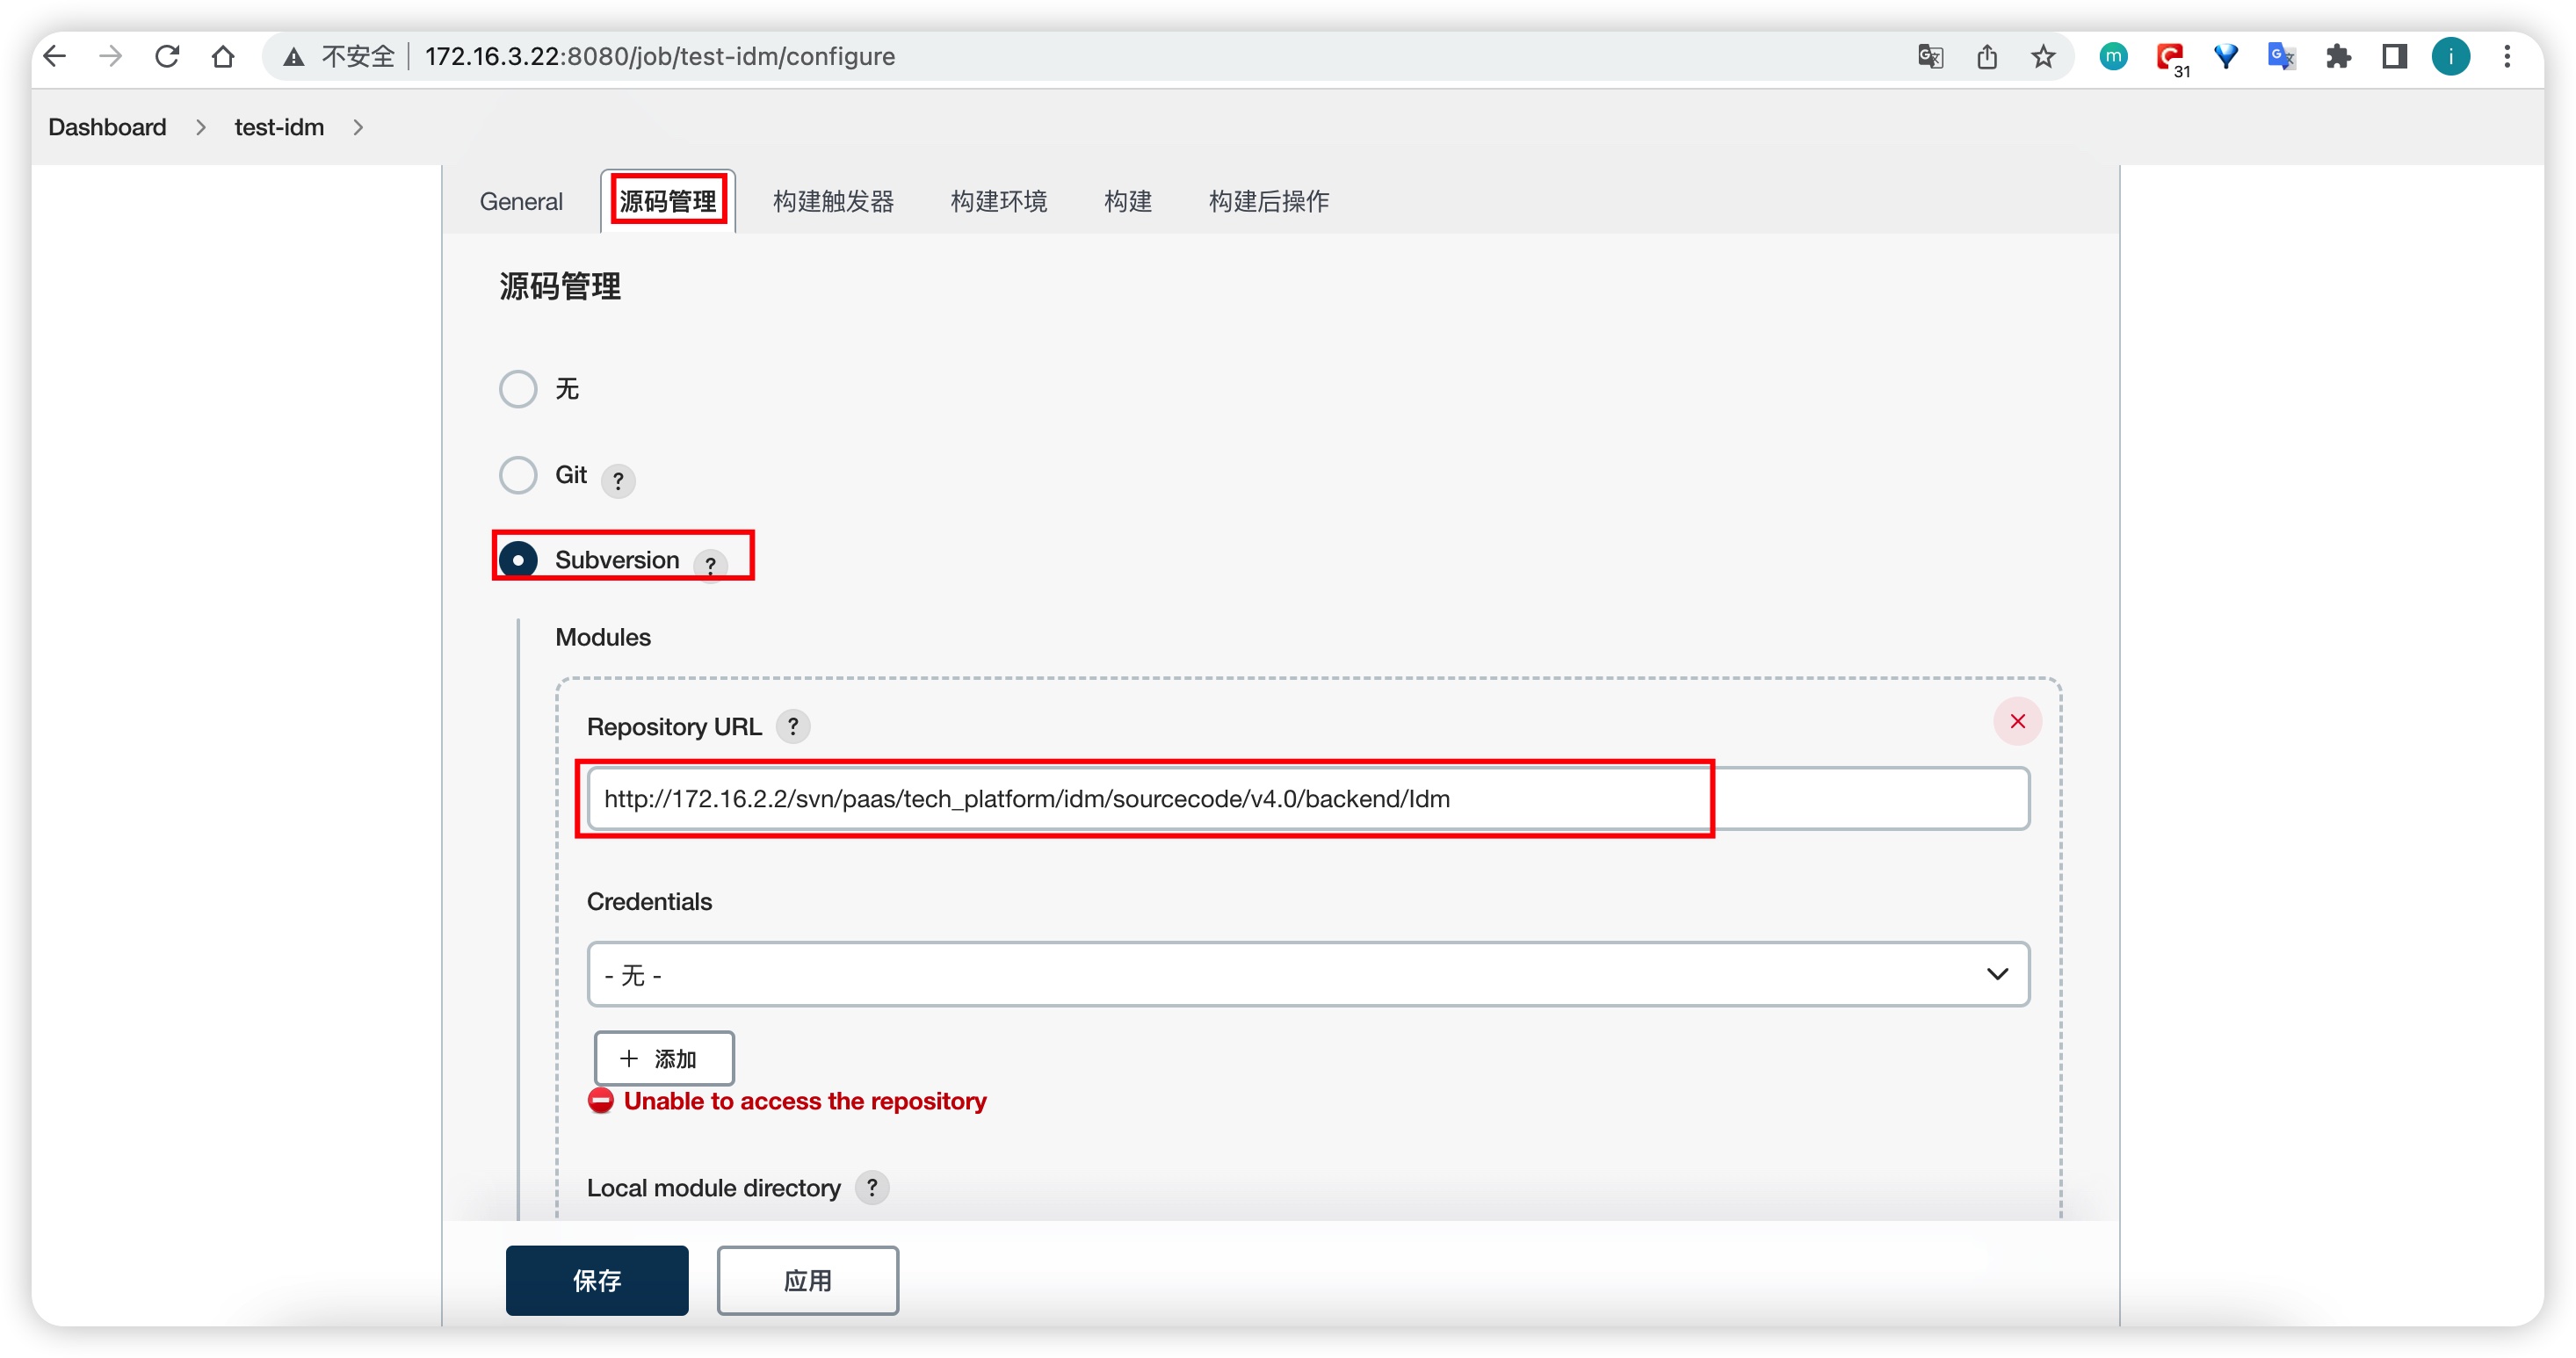 不安全 172.16.3.22:8080/job/test-idm/configure
m 31 i
Dashboard > test-idm >
General 源码管理 构建触发器 构建环境 构建 构建后操作
源码管理
无
Git ?
Subversion ?
Modules
Repository URL ?
http://172.16.2.2/svn/paas/tech_platform/idm/sourcecode/v4.0/backend/Idm
Credentials
- 无 -
+ 添加
Unable to access the repository
Local module directory ?
保存 应用